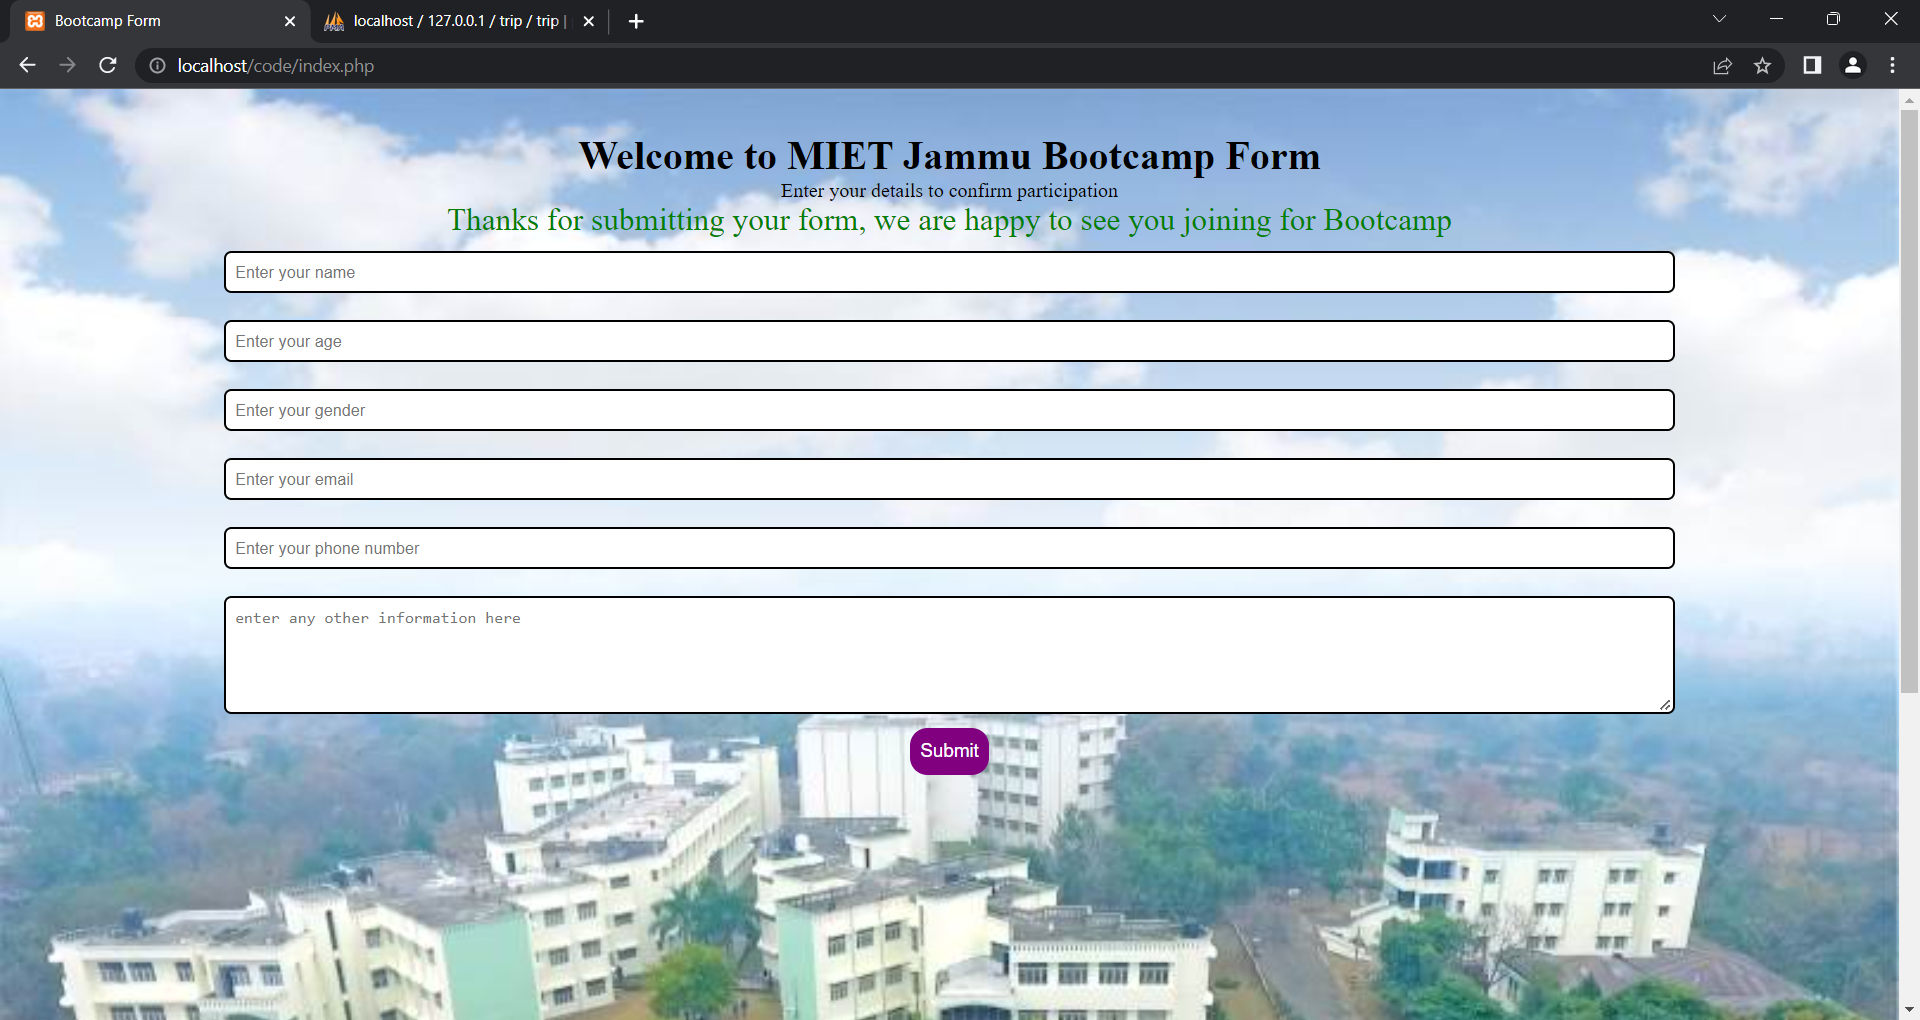 Bootcamp Form
localhost / 127.0.0.1 / trip / trip |
localhost/code/index.php
Welcome to MIET Jammu Bootcamp Form
Enter your details to confirm participation
Thanks for submitting your form, we are happy to see you joining for Bootcamp
Enter your name
Enter your age
Enter your gender
Enter your email
Enter your phone number
enter any other information here
Submit